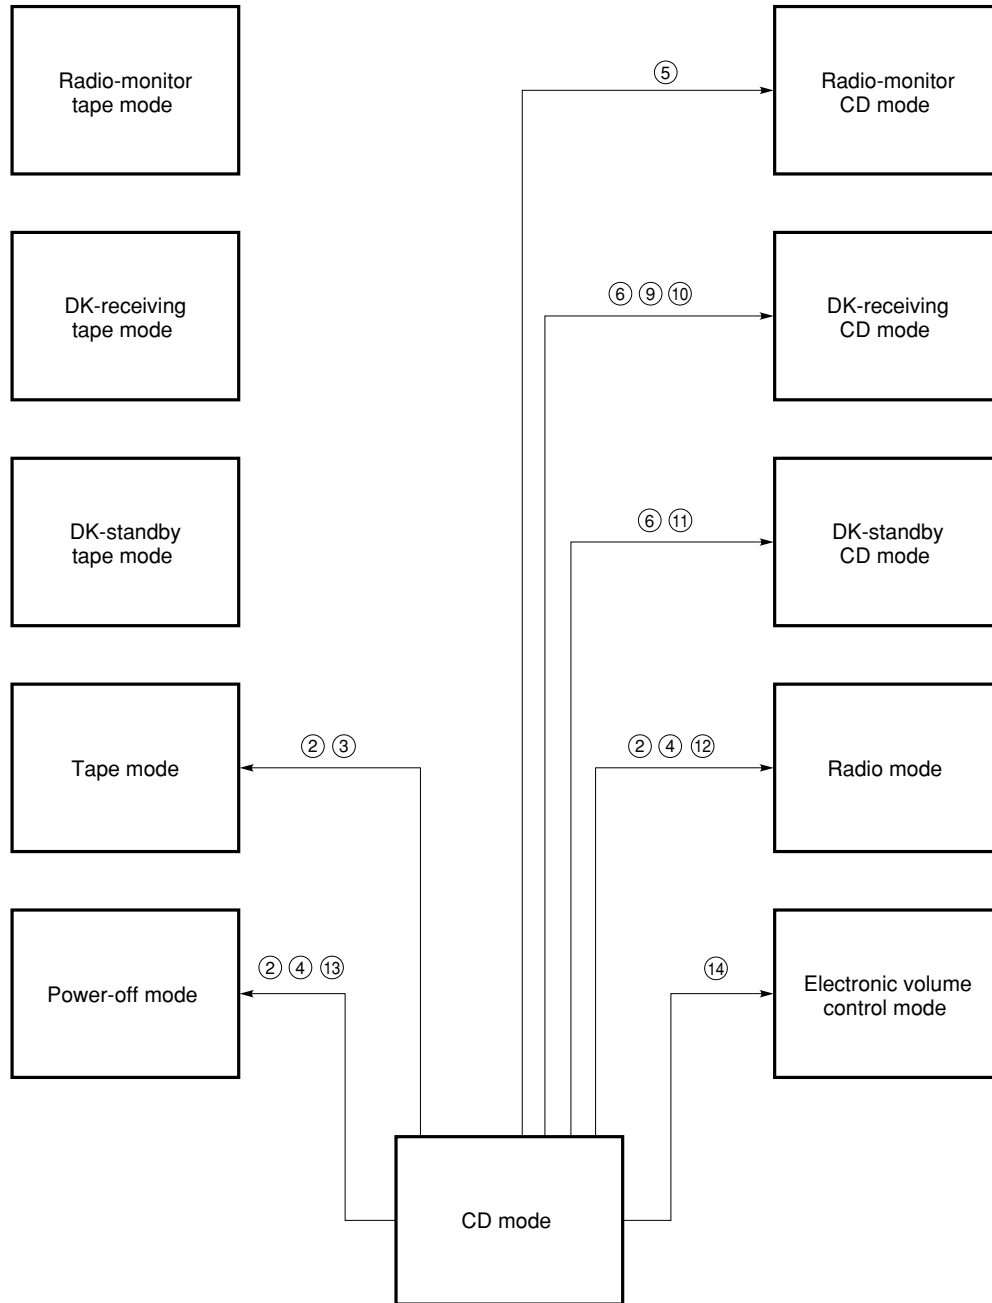 Radio-monitor
tape mode
⑤
Radio-monitor
CD mode
DK-receiving
tape mode
⑥ ⑨ ⑩
DK-receiving
CD mode
DK-standby
tape mode
⑥ ⑪
DK-standby
CD mode
Tape mode
② ③
② ④ ⑫
Radio mode
Power-off mode
② ④ ⑬
⑭
Electronic volume
control mode
CD mode